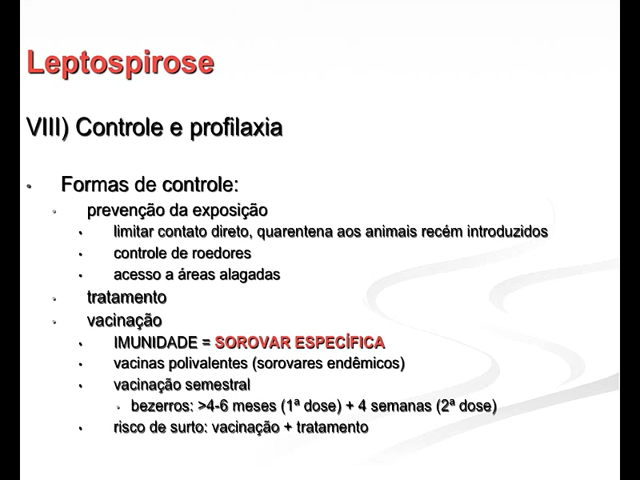 Leptospirose
VIII) Controle e profilaxia
• Formas de controle:
• prevenção da exposição
• limitar contato direto, quarentena aos animais recém introduzidos
• controle de roedores
• acesso a áreas alagadas
• tratamento
• vacinação
• IMUNIDADE = SOROVAR ESPECÍFICA
• vacinas polivalentes (sorovares endêmicos)
• vacinação semestral
• bezerros: >4-6 meses (1ª dose) + 4 semanas (2ª dose)
• risco de surto: vacinação + tratamento